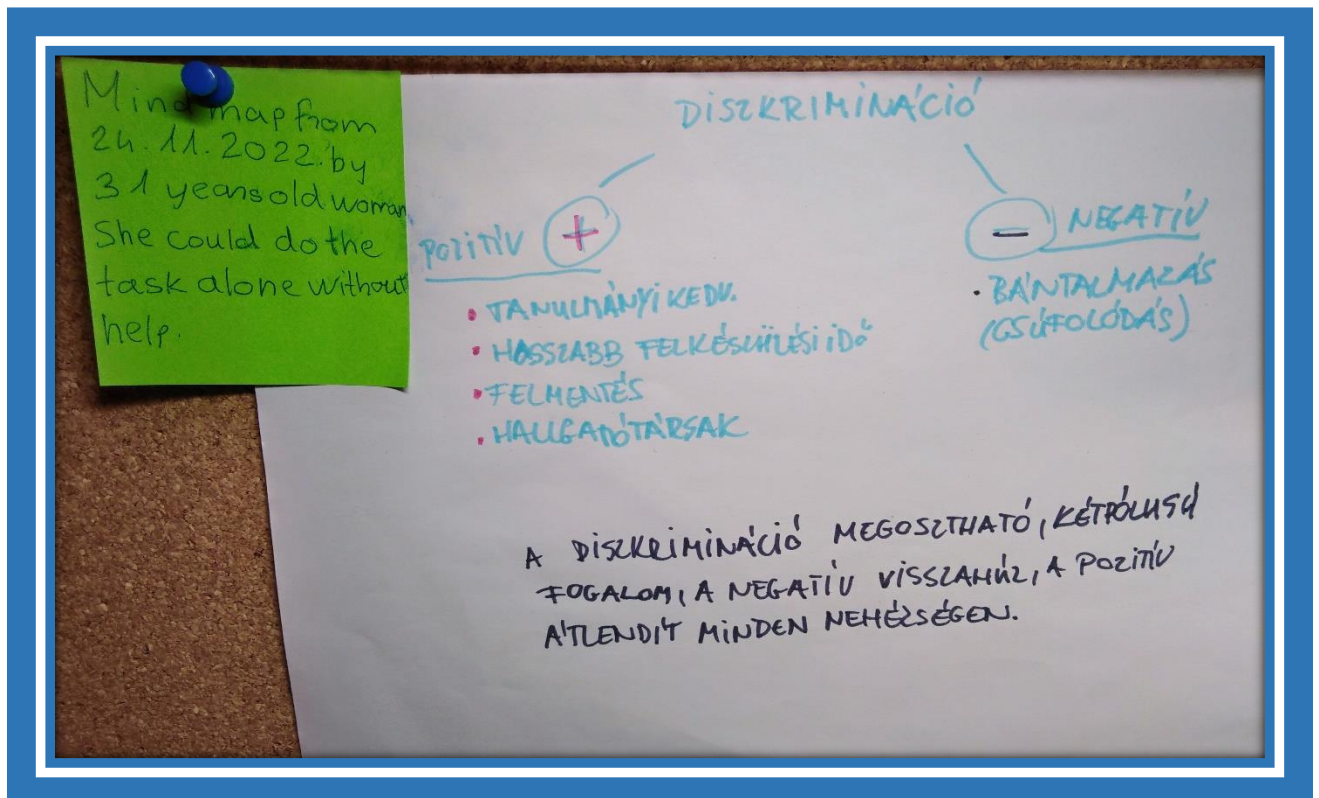 Mind map from
24.11.2022. by
31 years old woman
She could do the
task alone without
help.
DISZKRIMINÁCIÓ
POZITÍV +
• TANULMÁNYI KEDV.
• HOSSZABB FELKÉSZÜLÉSI IDŐ
• FELMENTÉS
• HALLGATÓTÁRSAK
− NEGATÍV
• BÁNTALMAZÁS
(CSÚFOLÓDÁS)
A DISZKRIMINÁCIÓ MEGOSZTHATÓ, KÉTPÓLUSÚ
FOGALOM, A NEGATÍV VISSZAHÚZ, A POZITÍV
ÁTLENDÍT MINDEN NEHÉZSÉGEN.